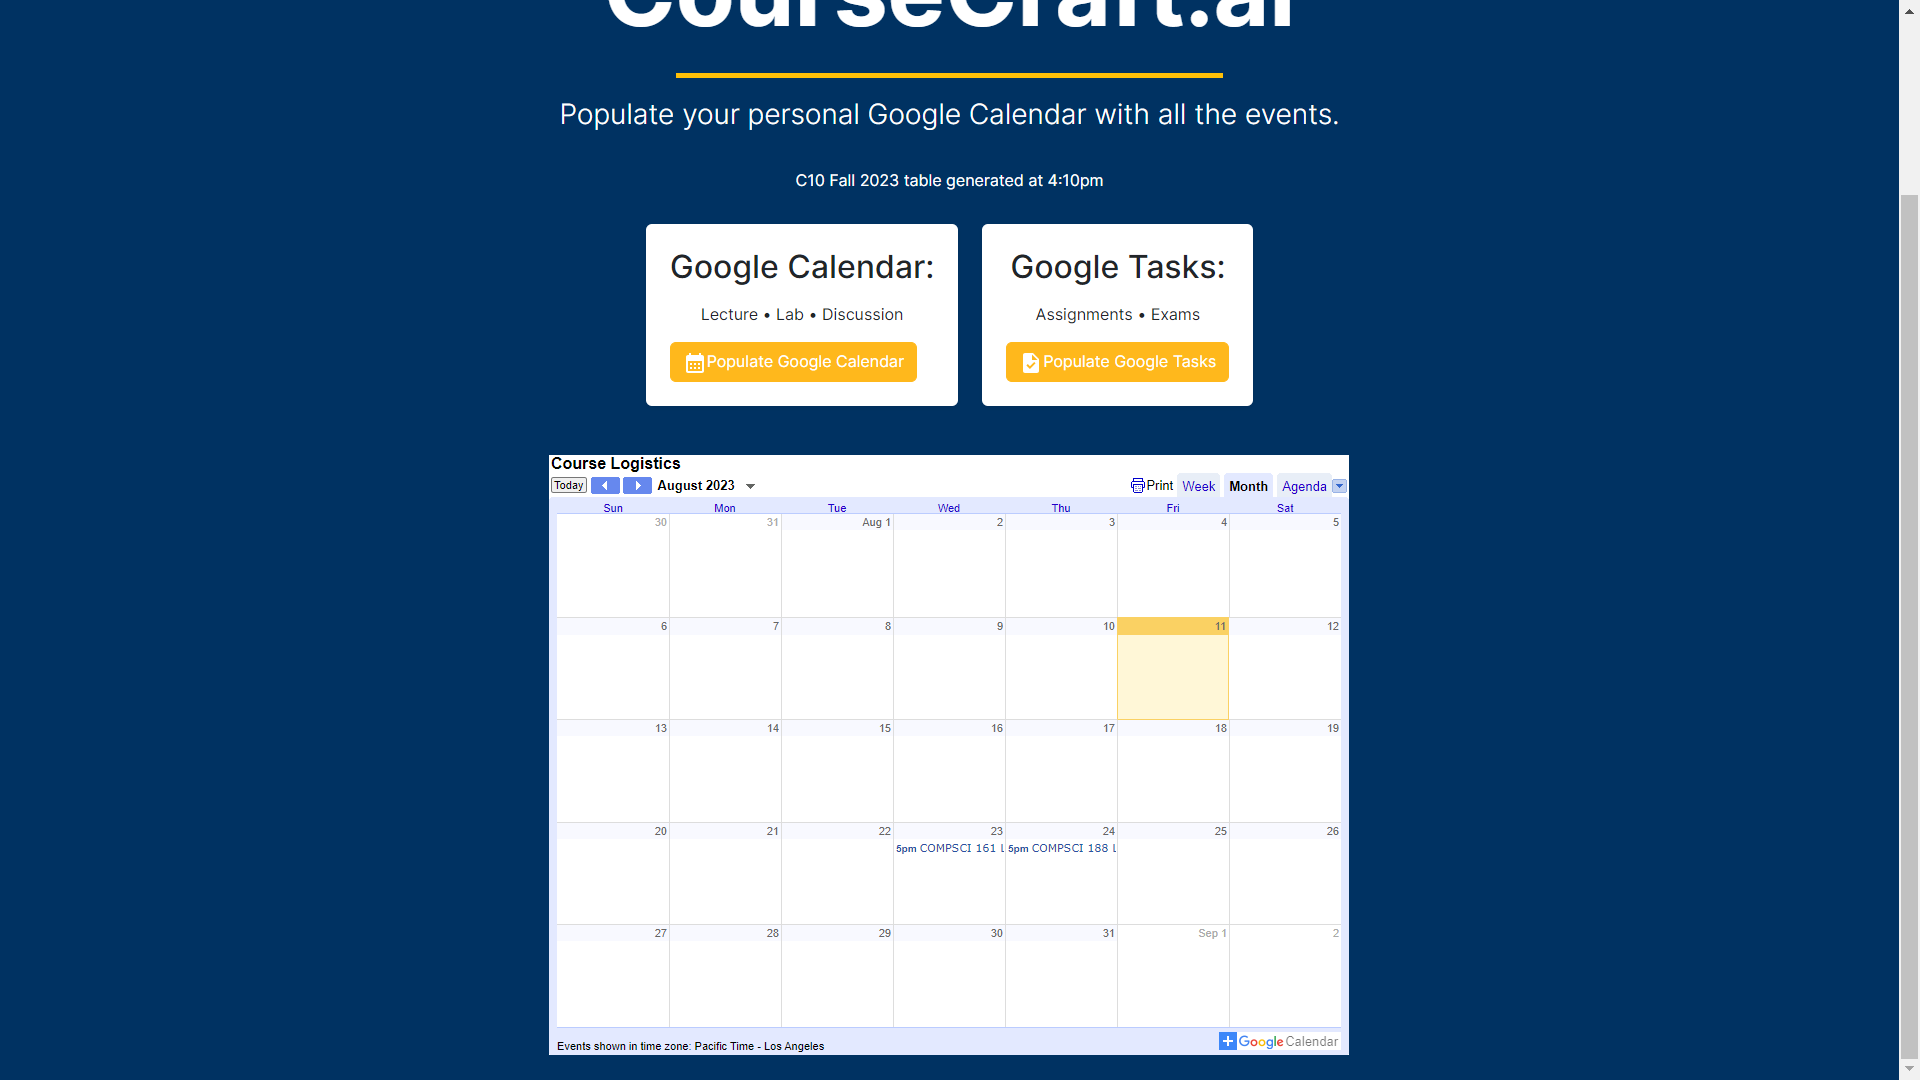 CourseCraft.ai
Populate your personal Google Calendar with all the events.
C10 Fall 2023 table generated at 4:10pm
Google Calendar:
Lecture • Lab • Discussion
Populate Google Calendar
Google Tasks:
Assignments • Exams
Populate Google Tasks
Course Logistics
Today August 2023 Print Week Month Agenda
Sun Mon Tue Wed Thu Fri Sat
30 31 Aug 1 2 3 4 5
6 7 8 9 10 11 12
13 14 15 16 17 18 19
20 21 22 23 24 25 26
5pm COMPSCI 161 L 5pm COMPSCI 188 L
27 28 29 30 31 Sep 1 2
Events shown in time zone: Pacific Time - Los Angeles
Google Calendar